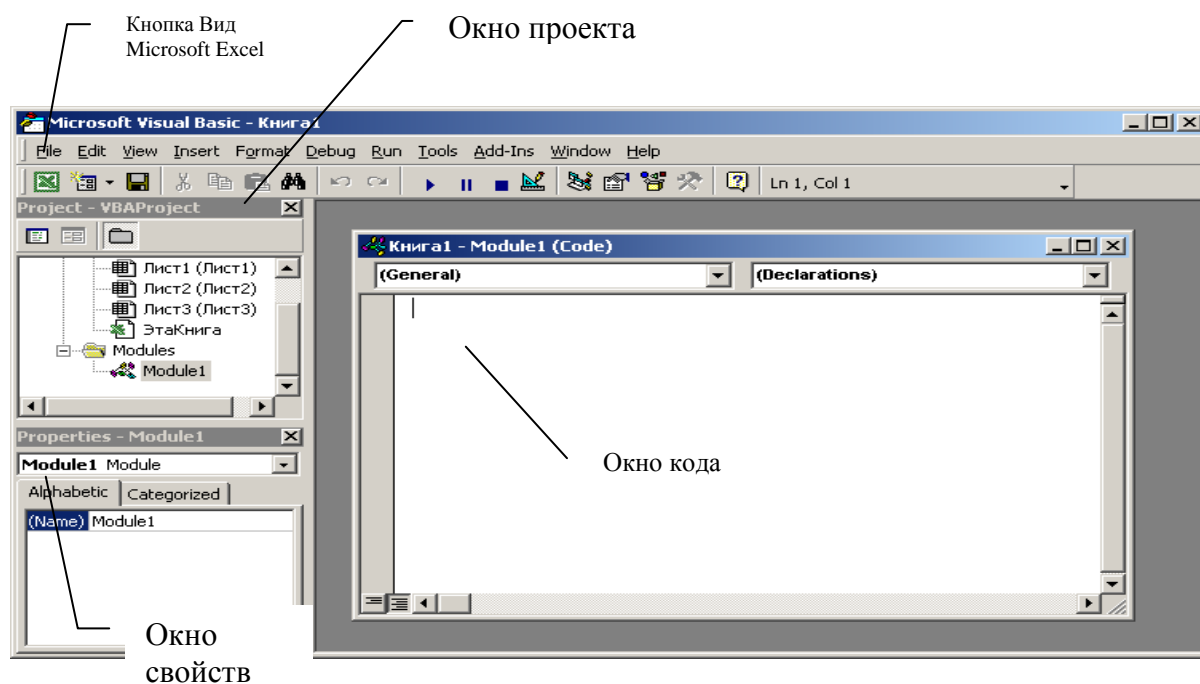 Кнопка Вид
Microsoft Excel
Окно проекта
Microsoft Visual Basic - Книга1
File Edit View Insert Format Debug Run Tools Add-Ins Window Help
Ln 1, Col 1
Project - VBAProject
Лист1 (Лист1)
Лист2 (Лист2)
Лист3 (Лист3)
ЭтаКнига
Modules
Module1
Книга1 - Module1 (Code)
(General) (Declarations)
Окно кода
Properties - Module1
Module1 Module
Alphabetic Categorized
(Name) Module1
Окно
свойств